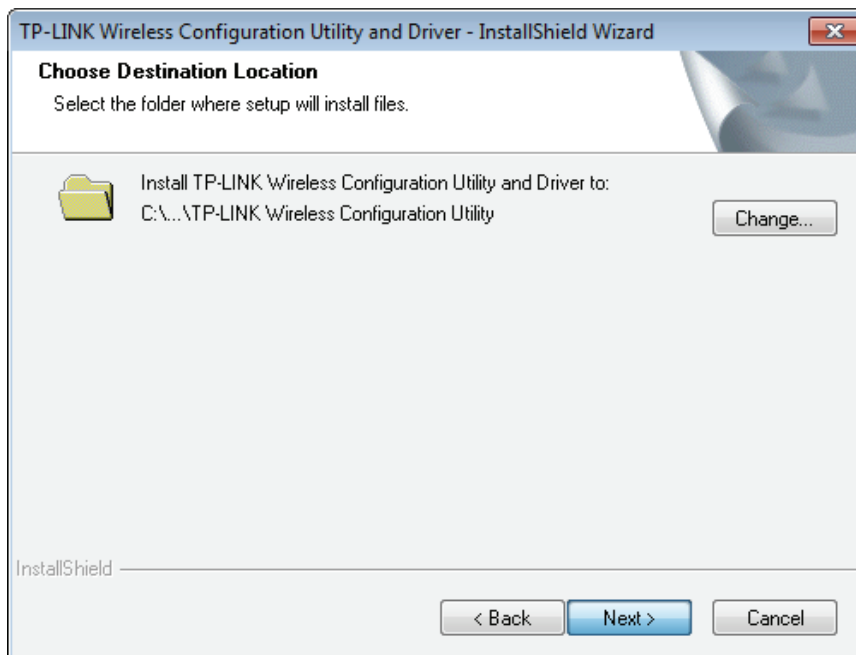 TP-LINK Wireless Configuration Utility and Driver - InstallShield Wizard
Choose Destination Location
Select the folder where setup will install files.
Install TP-LINK Wireless Configuration Utility and Driver to:
C:\...\TP-LINK Wireless Configuration Utility
Change...
InstallShield
< Back
Next >
Cancel